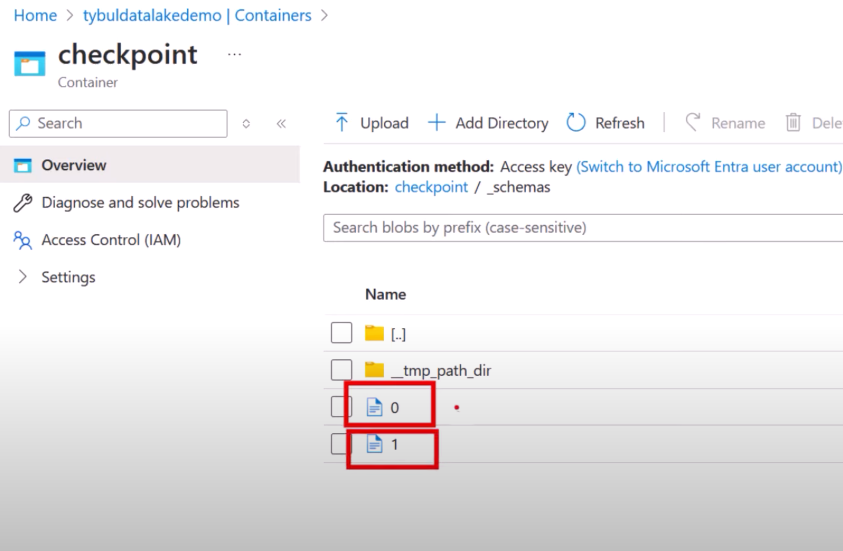 Home > tybuldatalakedemo | Containers >
checkpoint ...
Container
Search
Overview
Diagnose and solve problems
Access Control (IAM)
Settings
Upload Add Directory Refresh Rename Dele
Authentication method: Access key (Switch to Microsoft Entra user account)
Location: checkpoint / _schemas
Search blobs by prefix (case-sensitive)
Name
[..]
__tmp_path_dir
0
1